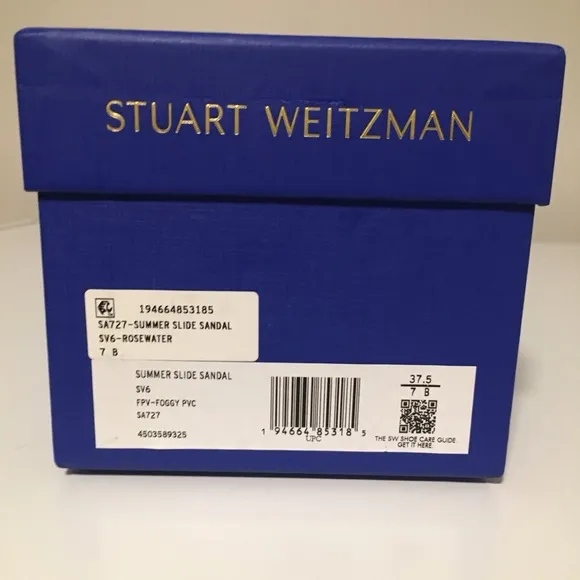 STUART WEITZMAN
194664853185
SA727-SUMMER SLIDE SANDAL
SV6-ROSEWATER
7 B
SUMMER SLIDE SANDAL
SV6
FPV-FOGGY PVC
SA727
4503589325
1 94664 85318 5
UPC
37.5
7 B
THE SW SHOE CARE GUIDE.
GET IT HERE.